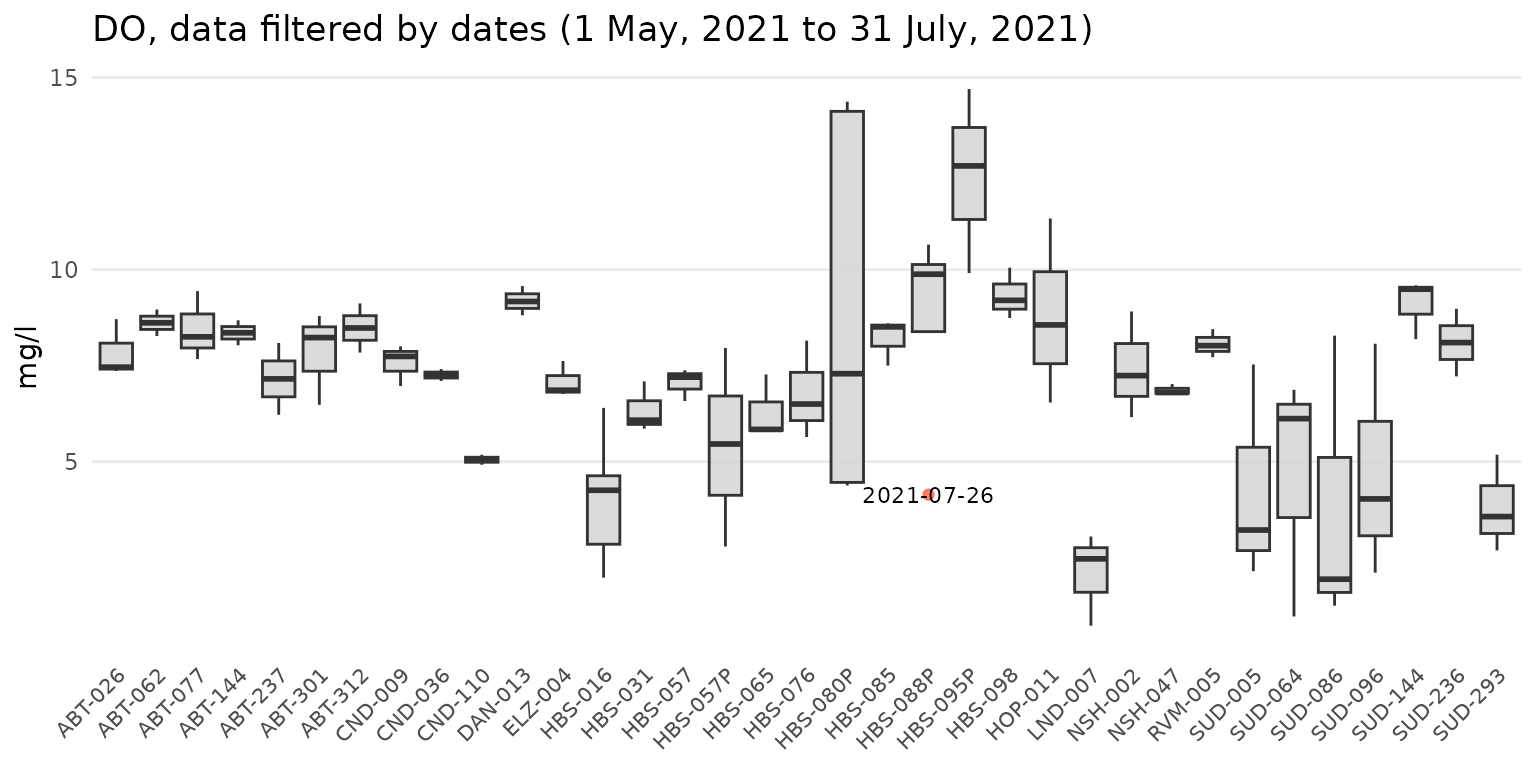 DO, data filtered by dates (1 May, 2021 to 31 July, 2021)
15
10
5
mg/l
2021-07-26
ABT-026
ABT-062
ABT-077
ABT-144
ABT-237
ABT-301
ABT-312
CND-009
CND-036
CND-110
DAN-013
ELZ-004
HBS-016
HBS-031
HBS-057
HBS-057P
HBS-065
HBS-076
HBS-080P
HBS-085
HBS-088P
HBS-095P
HBS-098
HOP-011
LND-007
NSH-002
NSH-047
RVM-005
SUD-005
SUD-064
SUD-086
SUD-096
SUD-144
SUD-236
SUD-293